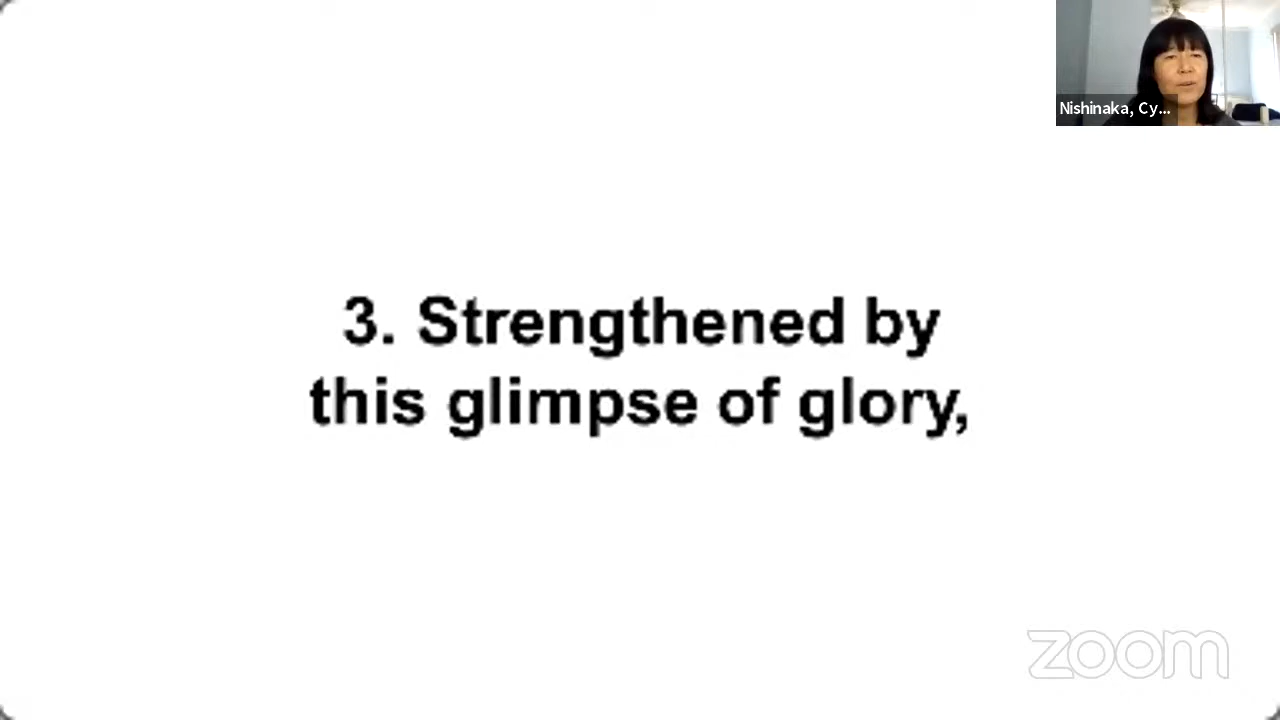 Nishinaka, Cy...
3. Strengthened by
this glimpse of glory,
zoom